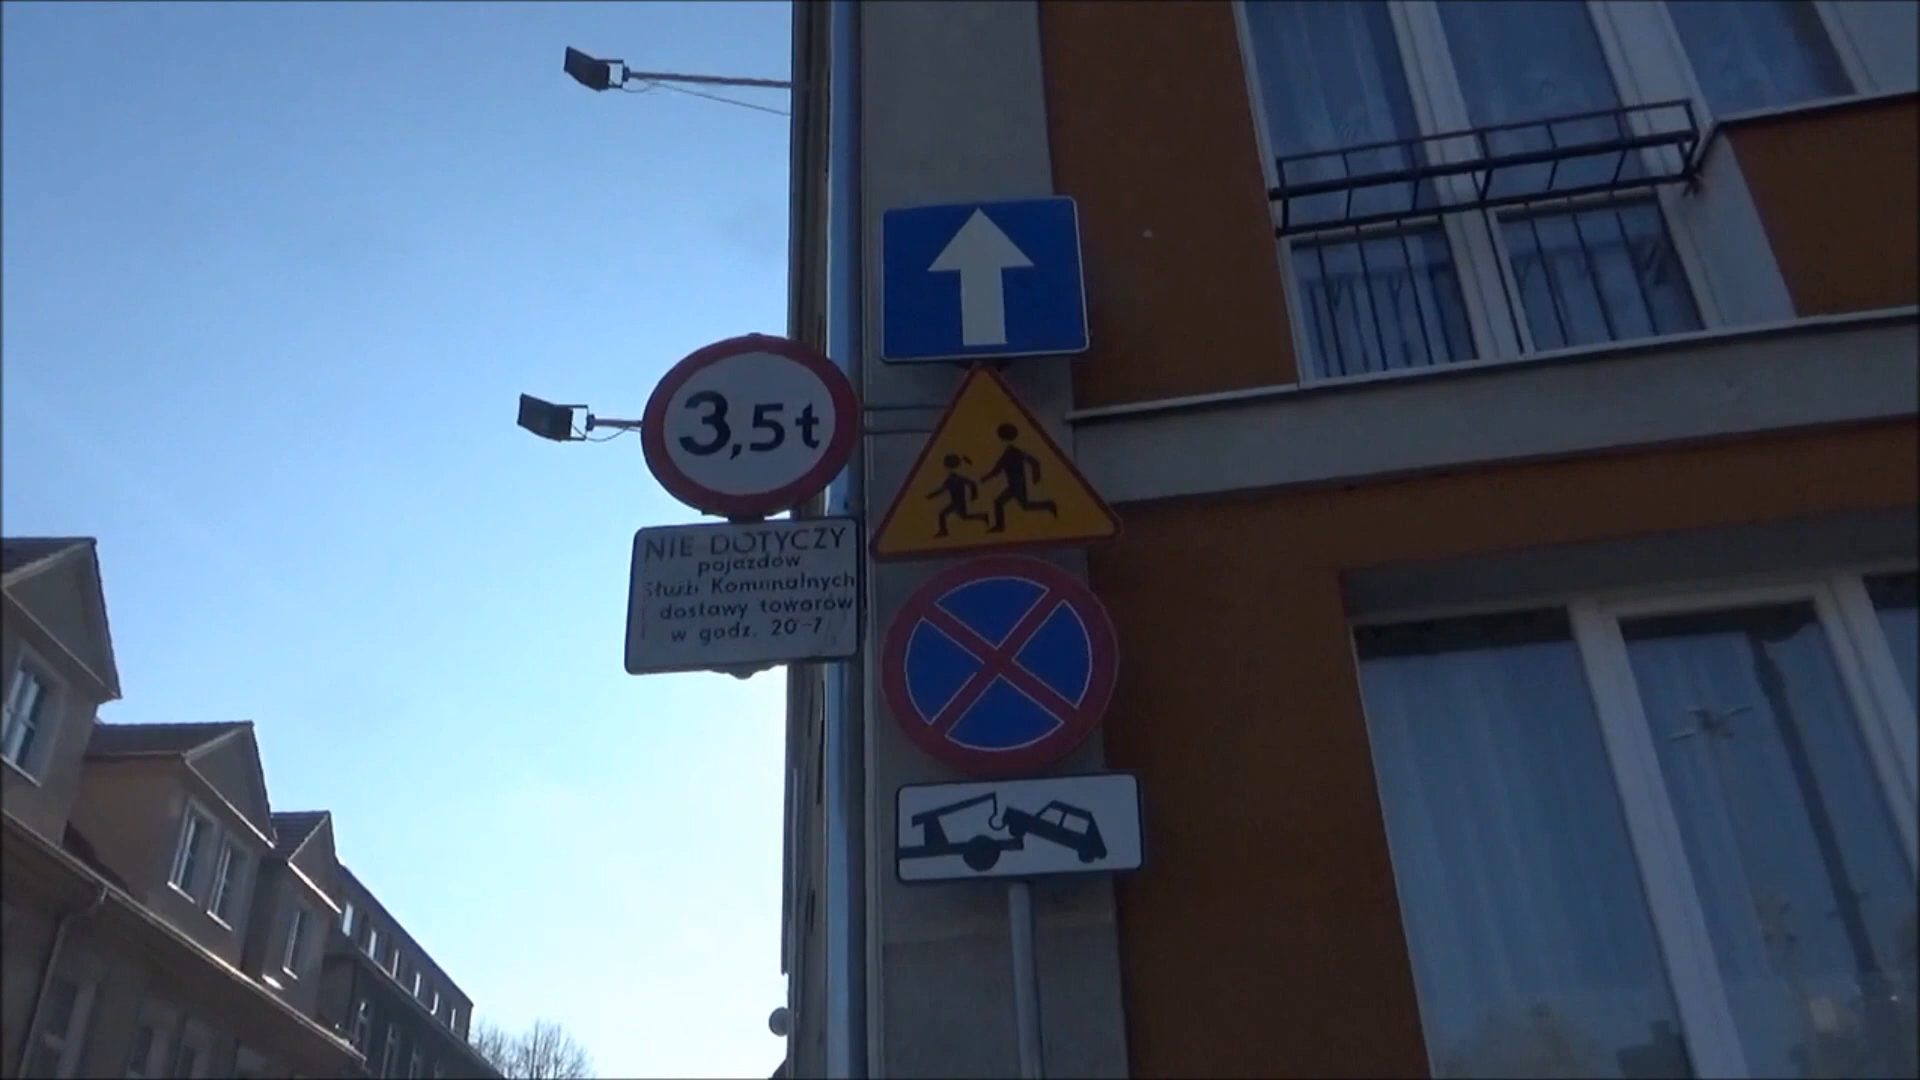 3,5t
NIE DOTYCZY
pojazdów
Służb Komunalnych
dostawy towarów
w godz. 20-7